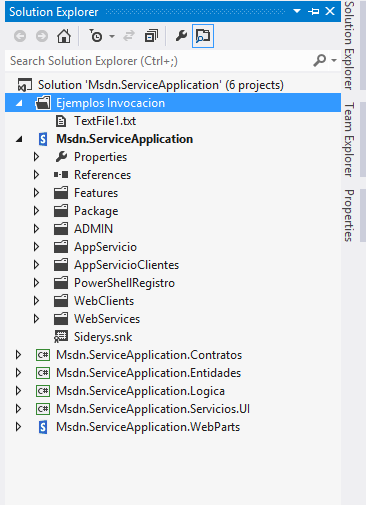 Solution Explorer
Search Solution Explorer (Ctrl+;)
Solution 'Msdn.ServiceApplication' (6 projects)
Ejemplos Invocacion
TextFile1.txt
Msdn.ServiceApplication
Properties
References
Features
Package
ADMIN
AppServicio
AppServicioClientes
PowerShellRegistro
WebClients
WebServices
Siderys.snk
C# Msdn.ServiceApplication.Contratos
C# Msdn.ServiceApplication.Entidades
C# Msdn.ServiceApplication.Logica
C# Msdn.ServiceApplication.Servicios.UI
Msdn.ServiceApplication.WebParts
Solution Explorer
Team Explorer
Properties